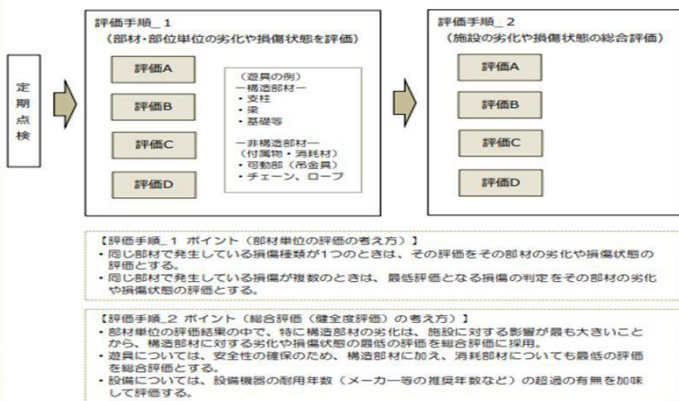 定期点検
評価手順_1
(部材・部位単位の劣化や損傷状態を評価)
評価A
評価B
評価C
評価D
(遊具の例)
―構造部材―
・支柱
・梁
・基礎等
―非構造部材―
(付属物・消耗材)
・可動部(吊金具)
・チェーン、ロープ
評価手順_2
(施設の劣化や損傷状態の総合評価)
評価A
評価B
評価C
評価D
【評価手順_1 ポイント(部材単位の評価の考え方)】
・同じ部材で発生している損傷種類が1つのときは、その評価をその部材の劣化や損傷状態の
評価とする。
・同じ部材で発生している損傷が複数のときは、最低評価となる損傷の判定をその部材の劣化
や損傷状態の評価とする。
【評価手順_2 ポイント(総合評価(健全度評価)の考え方)】
・部材単位の評価結果の中で、特に構造部材の劣化は、施設に対する影響が最も大きいこと
から、構造部材に対する劣化や損傷状態の最低の評価を総合評価に採用。
・遊具については、安全性の確保のため、構造部材に加え、消耗部材についても最低の評価
を総合評価とする。
・設備については、設備機器の耐用年数(メーカー等の推奨年数など)の超過の有無を加味
して評価する。